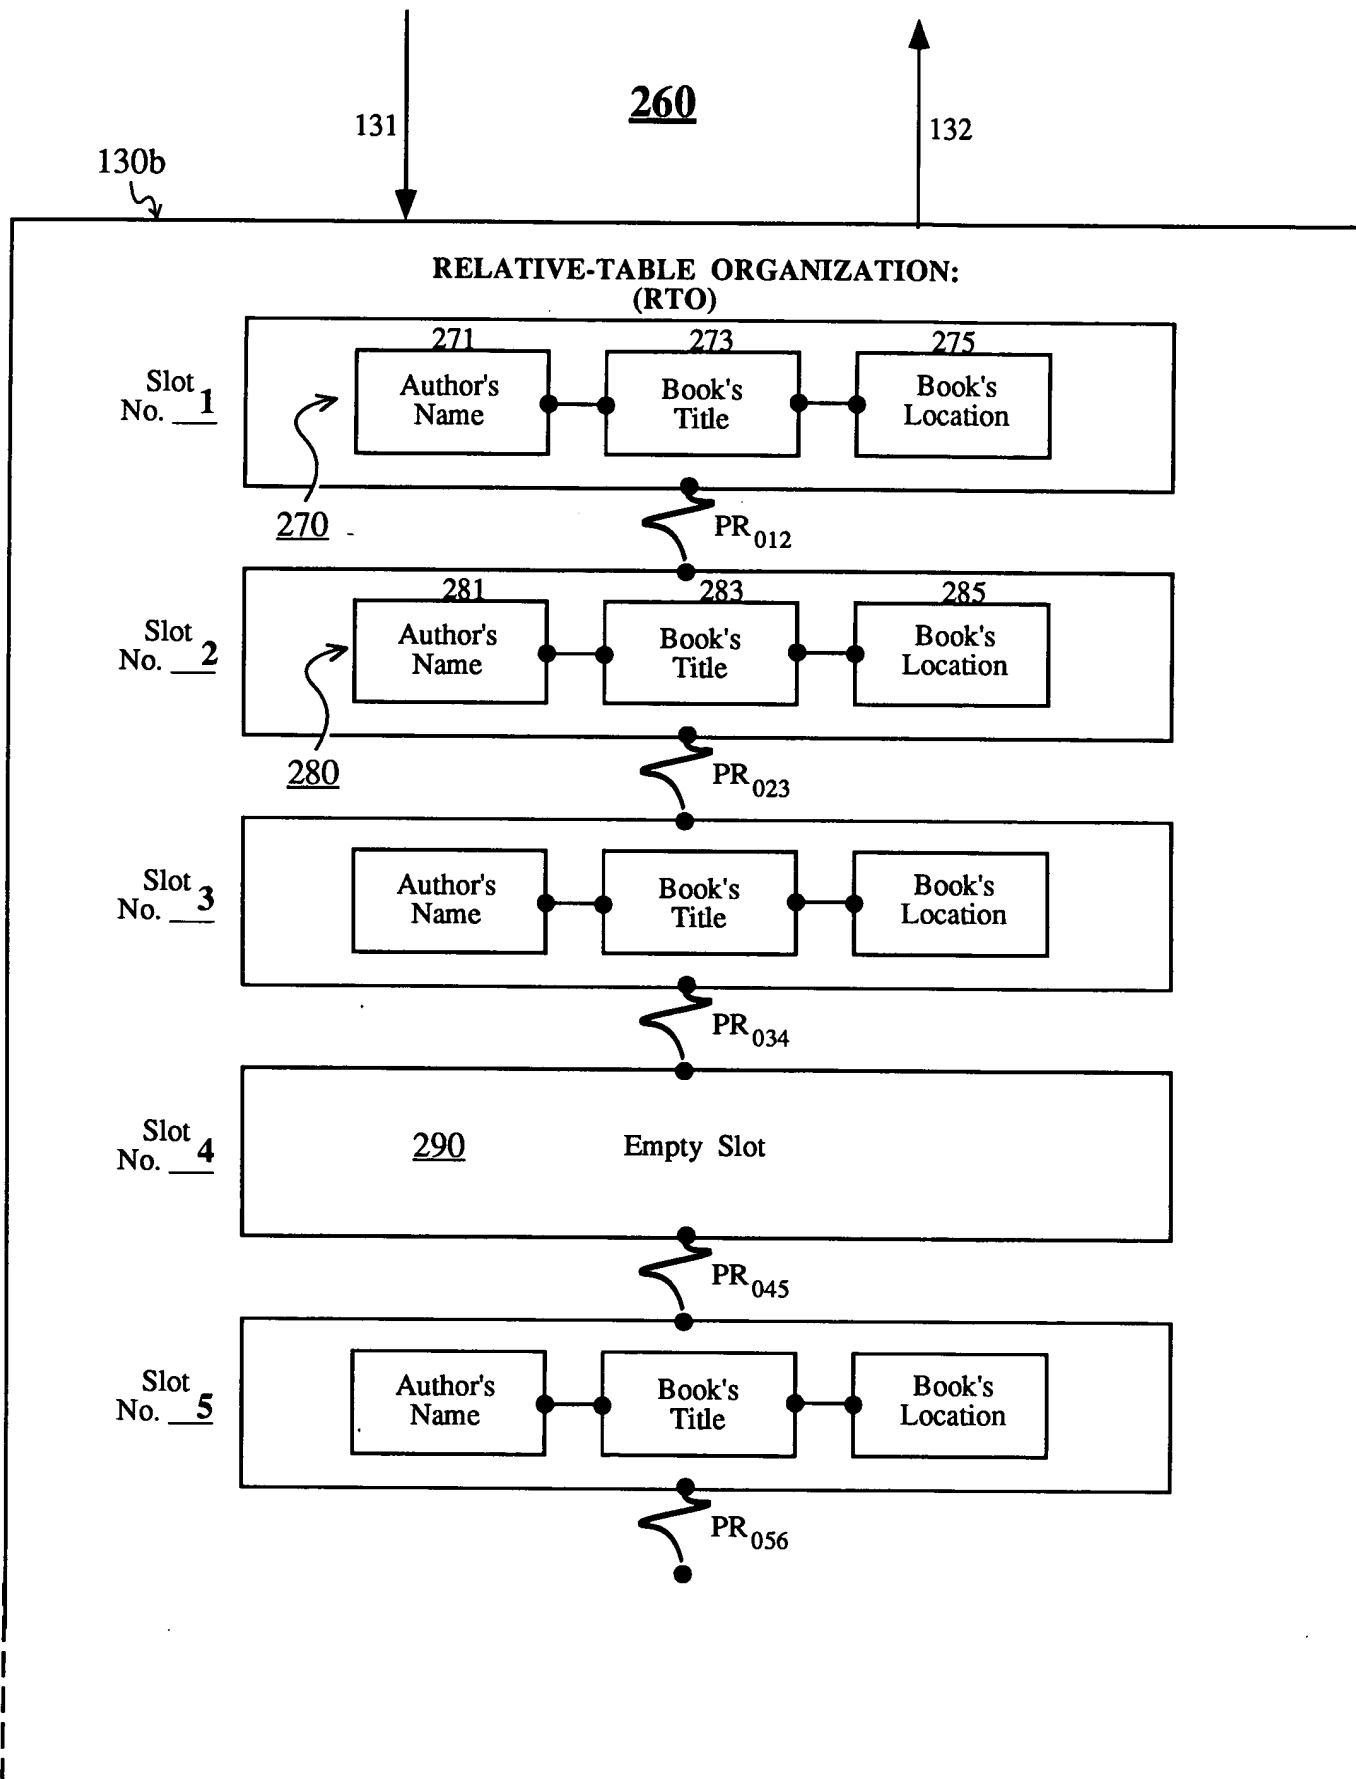 260
131
132
130b
RELATIVE-TABLE ORGANIZATION:
(RTO)
271 273 275
Slot
No. 1
Author's
Name
Book's
Title
Book's
Location
270
PR012
281 283 285
Slot
No. 2
Author's
Name
Book's
Title
Book's
Location
280
PR023
Slot
No. 3
Author's
Name
Book's
Title
Book's
Location
PR034
Slot
No. 4
290 Empty Slot
PR045
Slot
No. 5
Author's
Name
Book's
Title
Book's
Location
PR056